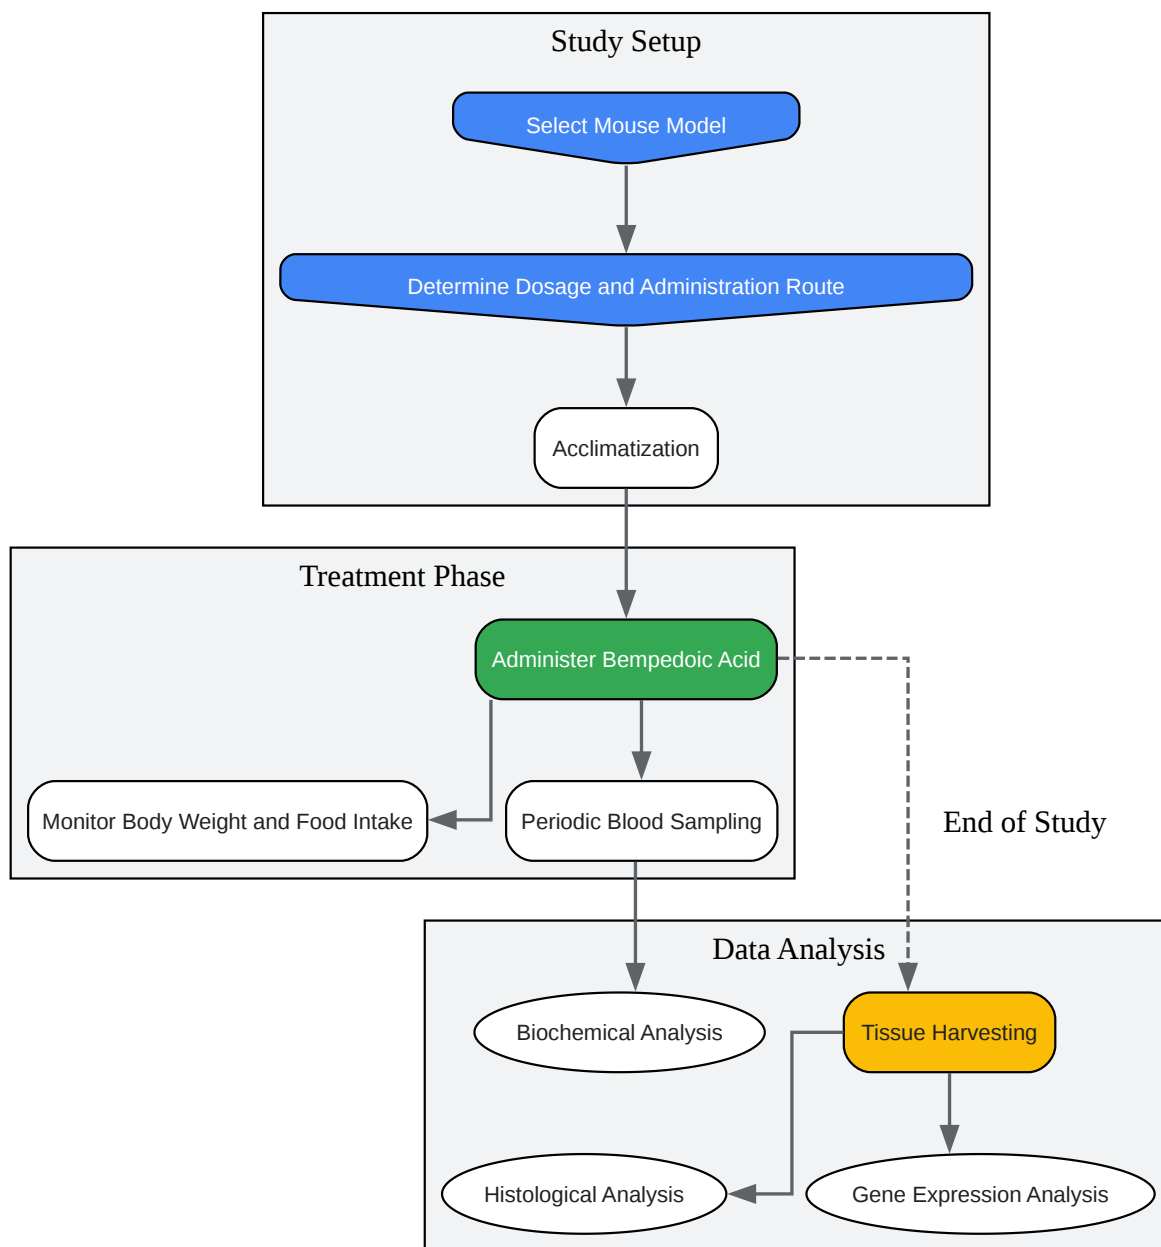 Study Setup
Select Mouse Model
Determine Dosage and Administration Route
Acclimatization
Treatment Phase
Administer Bempedoic Acid
Monitor Body Weight and Food Intake
Periodic Blood Sampling
End of Study
Data Analysis
Biochemical Analysis
Tissue Harvesting
Histological Analysis
Gene Expression Analysis